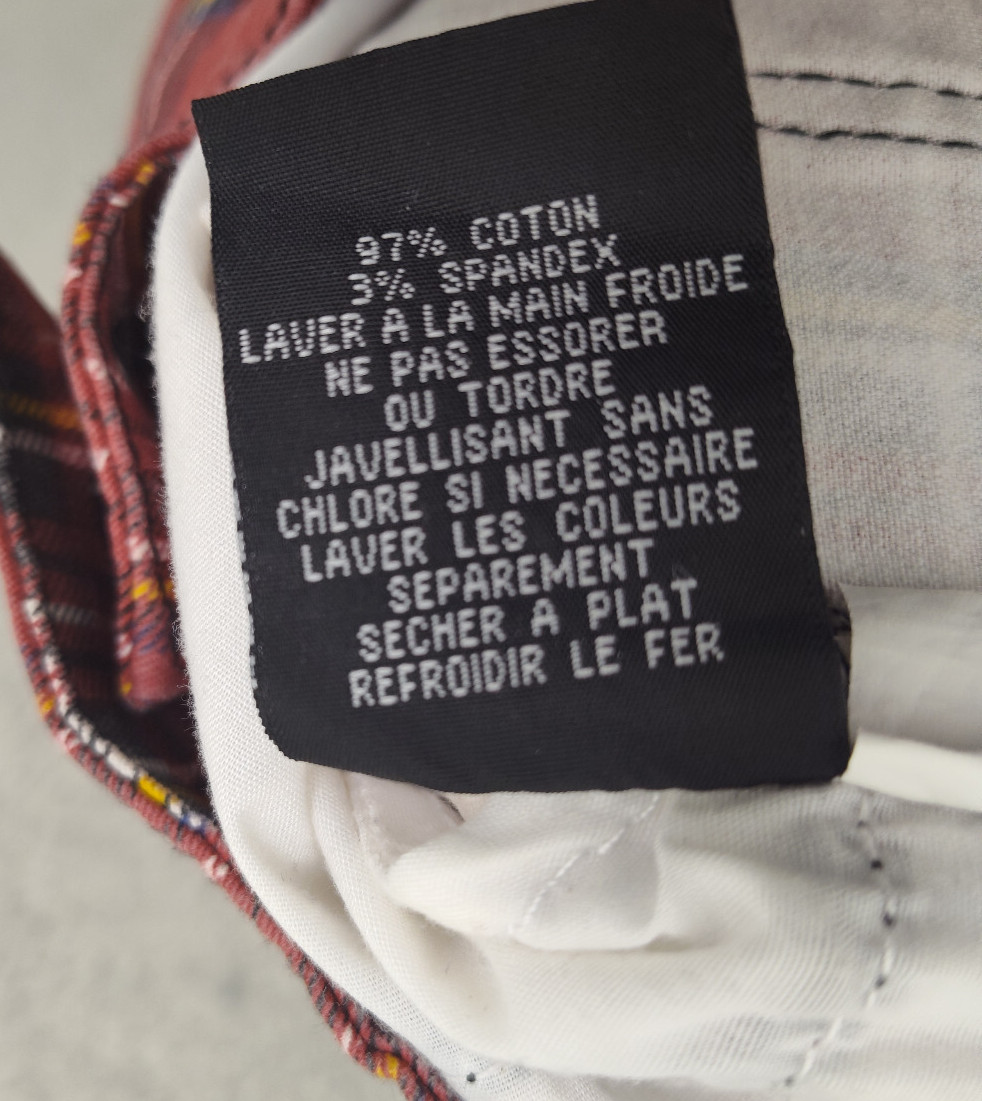 97% COTON
3% SPANDEX
LAVER A LA MAIN FROIDE
NE PAS ESSORER
OU TORDRE
JAVELLISANT SANS
CHLORE SI NECESSAIRE
LAVER LES COLEURS
SEPAREMENT
SECHER A PLAT
REFROIDIR LE FER